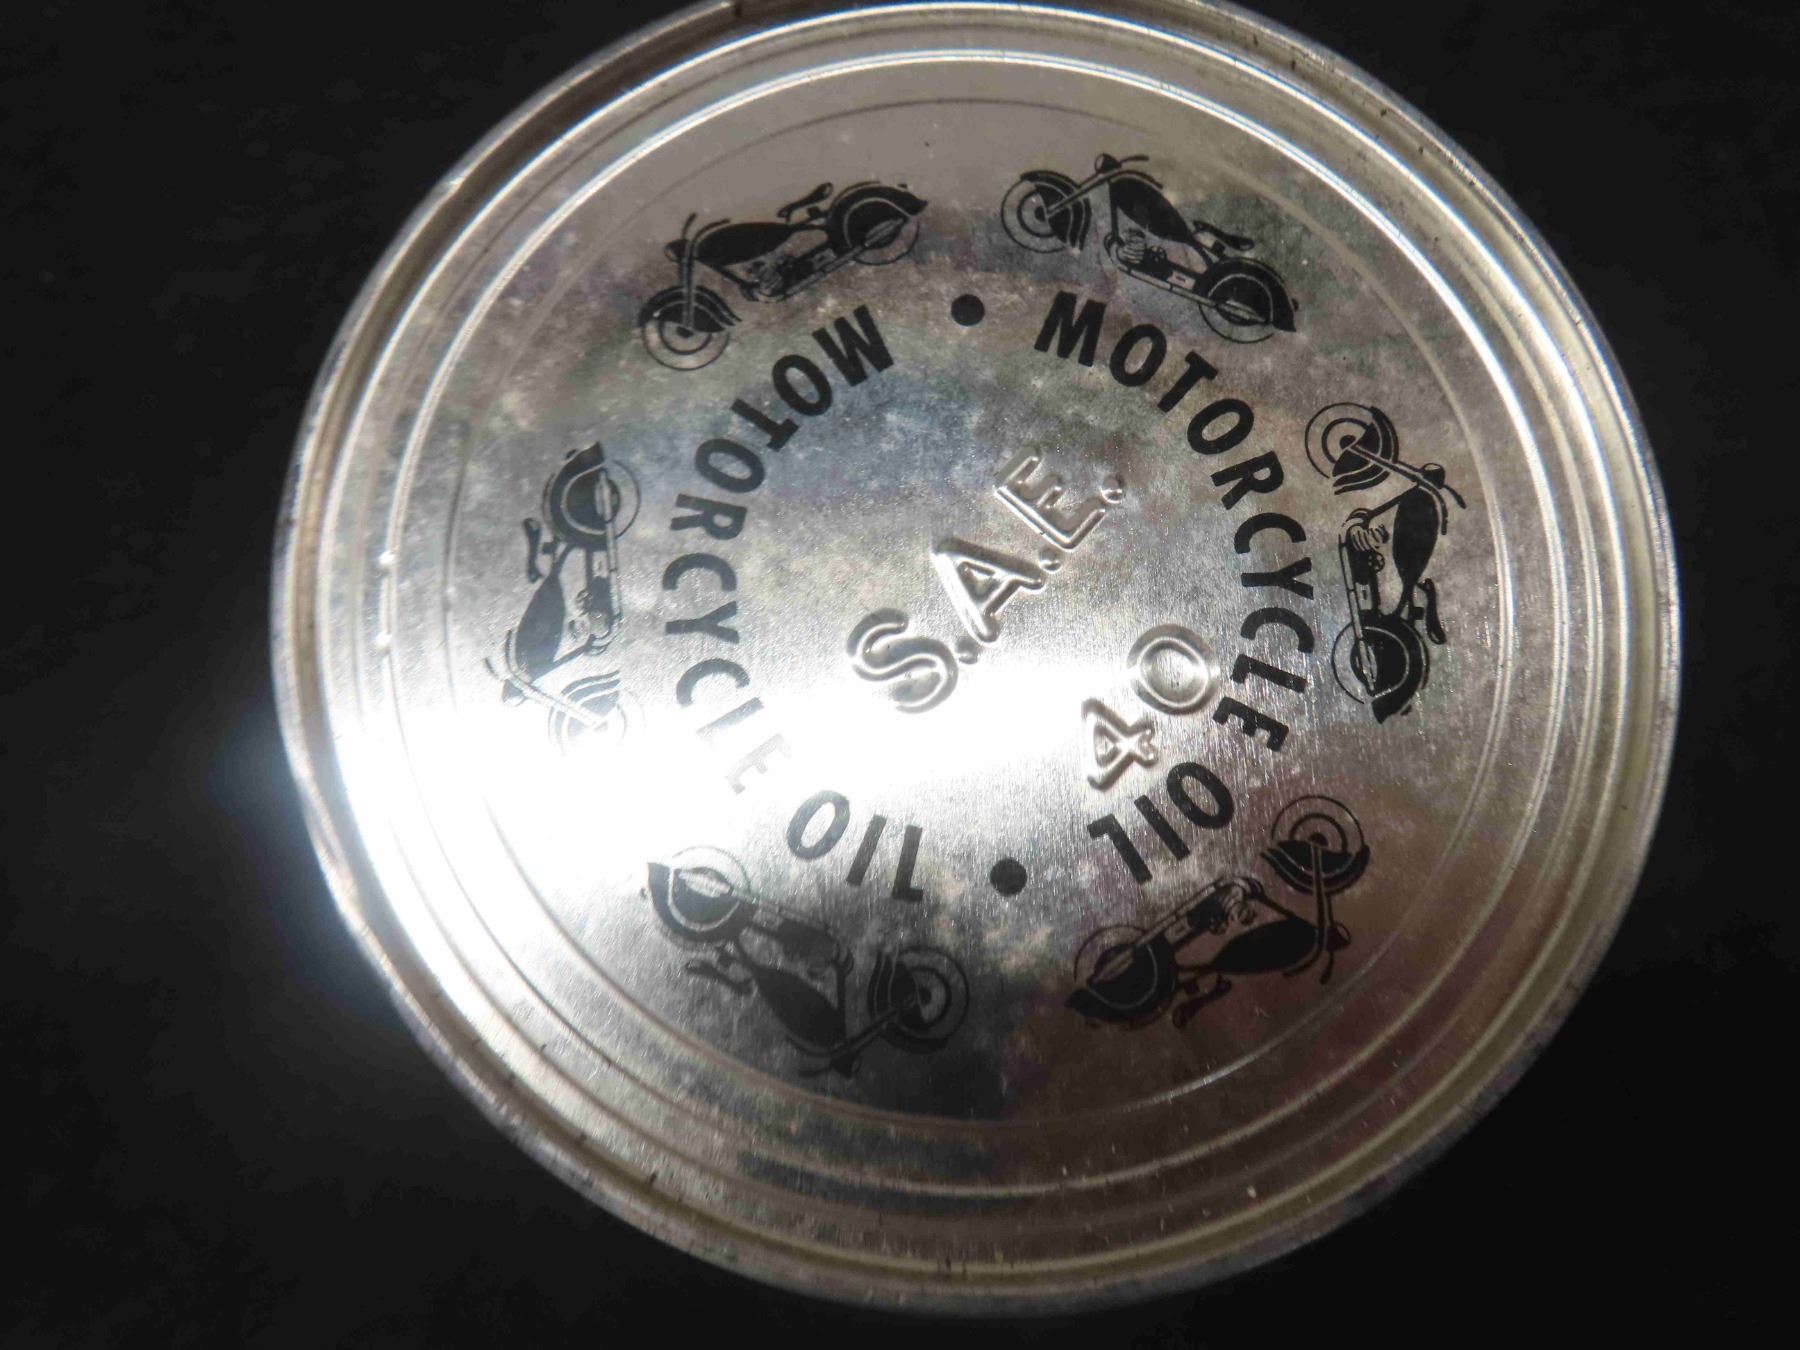 • MOTORCYCLE OIL
• MOTORCYCLE OIL
S.A.E.
40